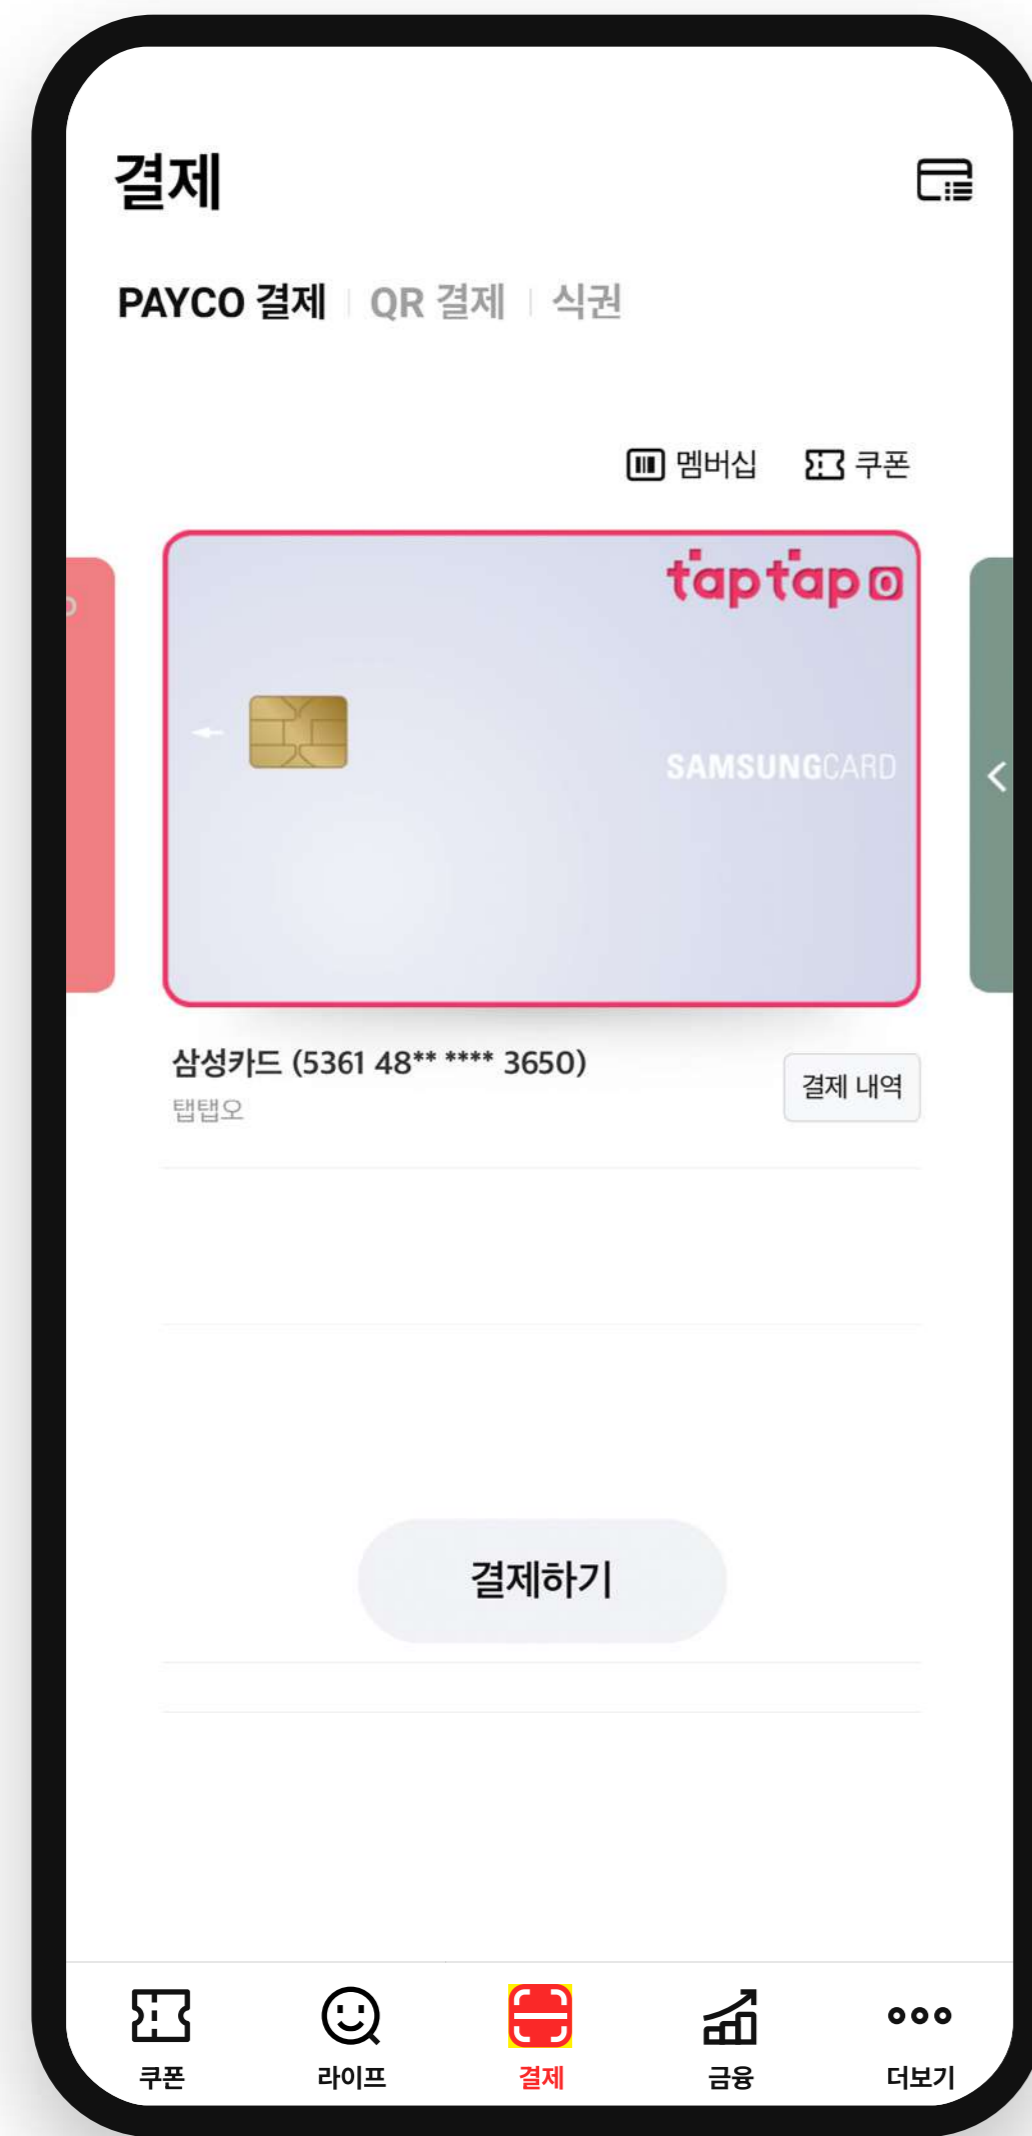 결제
PAYCO 결제 QR 결제 식권
멤버십 쿠폰
taptap O
SAMSUNGCARD
삼성카드 (5361 48** **** 3650)
탭탭오
결제 내역
결제하기
쿠폰 라이프 결제 금융 더보기